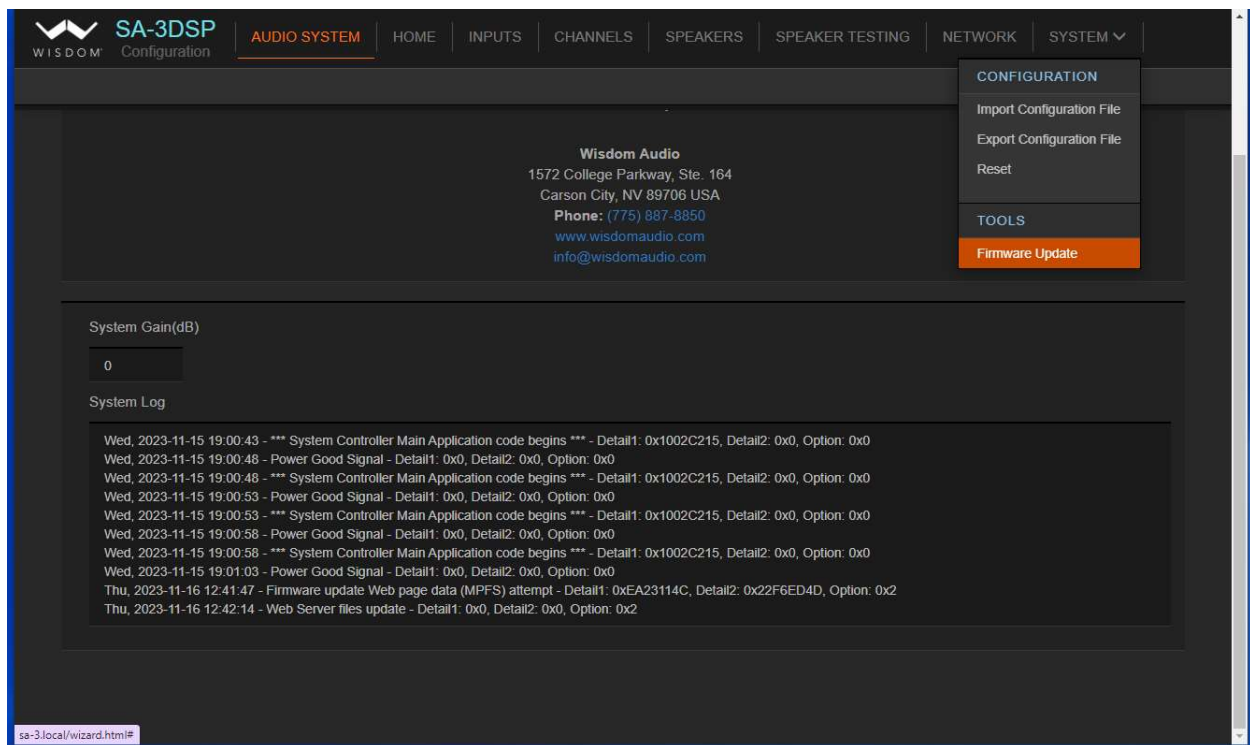 WISDOM
SA-3DSP
Configuration
AUDIO SYSTEM
HOME
INPUTS
CHANNELS
SPEAKERS
SPEAKER TESTING
NETWORK
SYSTEM
CONFIGURATION
Import Configuration File
Export Configuration File
Reset
TOOLS
Firmware Update
Wisdom Audio
1572 College Parkway, Ste. 164
Carson City, NV 89706 USA
Phone: (775) 887-8850
www.wisdomaudio.com
info@wisdomaudio.com
System Gain(dB)
0
System Log
Wed, 2023-11-15 19:00:43 - *** System Controller Main Application code begins *** - Detail1: 0x1002C215, Detail2: 0x0, Option: 0x0
Wed, 2023-11-15 19:00:48 - Power Good Signal - Detail1: 0x0, Detail2: 0x0, Option: 0x0
Wed, 2023-11-15 19:00:48 - *** System Controller Main Application code begins *** - Detail1: 0x1002C215, Detail2: 0x0, Option: 0x0
Wed, 2023-11-15 19:00:53 - Power Good Signal - Detail1: 0x0, Detail2: 0x0, Option: 0x0
Wed, 2023-11-15 19:00:53 - *** System Controller Main Application code begins *** - Detail1: 0x1002C215, Detail2: 0x0, Option: 0x0
Wed, 2023-11-15 19:00:58 - Power Good Signal - Detail1: 0x0, Detail2: 0x0, Option: 0x0
Wed, 2023-11-15 19:00:58 - *** System Controller Main Application code begins *** - Detail1: 0x1002C215, Detail2: 0x0, Option: 0x0
Wed, 2023-11-15 19:01:03 - Power Good Signal - Detail1: 0x0, Detail2: 0x0, Option: 0x0
Thu, 2023-11-16 12:41:47 - Firmware update Web page data (MPFS) attempt - Detail1: 0xEA23114C, Detail2: 0x22F6ED4D, Option: 0x2
Thu, 2023-11-16 12:42:14 - Web Server files update - Detail1: 0x0, Detail2: 0x0, Option: 0x2
sa-3.local/wizard.html#